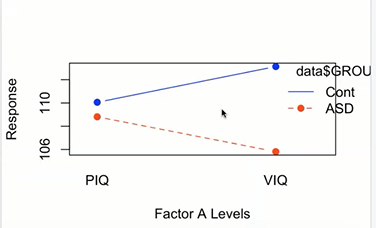 data$GROU
Cont
ASD
Response
110
106
PIQ VIQ
Factor A Levels